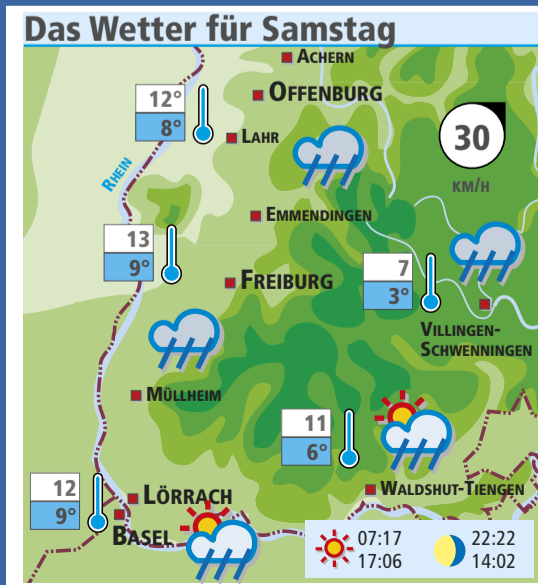 Das Wetter für Samstag
ACHERN
12°
8°
OFFENBURG
LAHR
30
KM/H
RHEIN
EMMENDINGEN
13
9°
FREIBURG
7
3°
VILLINGEN-
SCHWENNINGEN
MÜLLHEIM
11
6°
12
9°
LÖRRACH
BASEL
WALDSHUT-TIENGEN
07:17
17:06
22:22
14:02